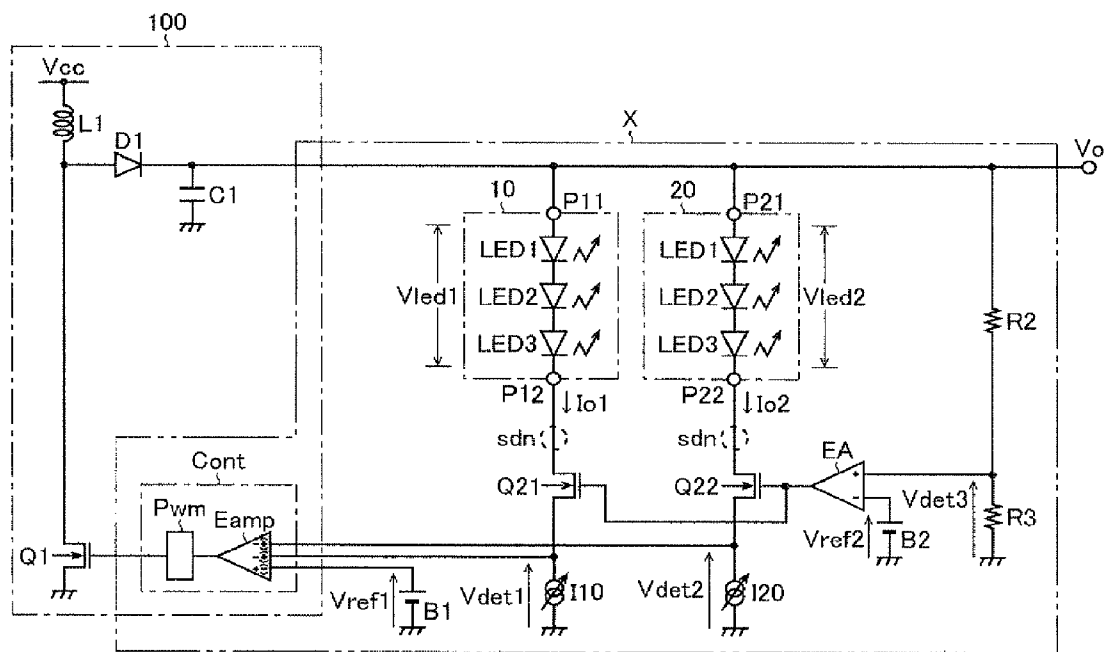 100
Vcc
L1
D1
C1
X
Vo
10
P11
20
P21
LED1
LED2
LED3
Vled1
LED1
LED2
LED3
Vled2
R2
P12
Io1
P22
Io2
sdn
sdn
EA
+
-
Q21
Q22
Vdet3
R3
Vref2
B2
Cont
Pwm
Eamp
Q1
-
-
+
Vref1
B1
Vdet1
I10
Vdet2
I20